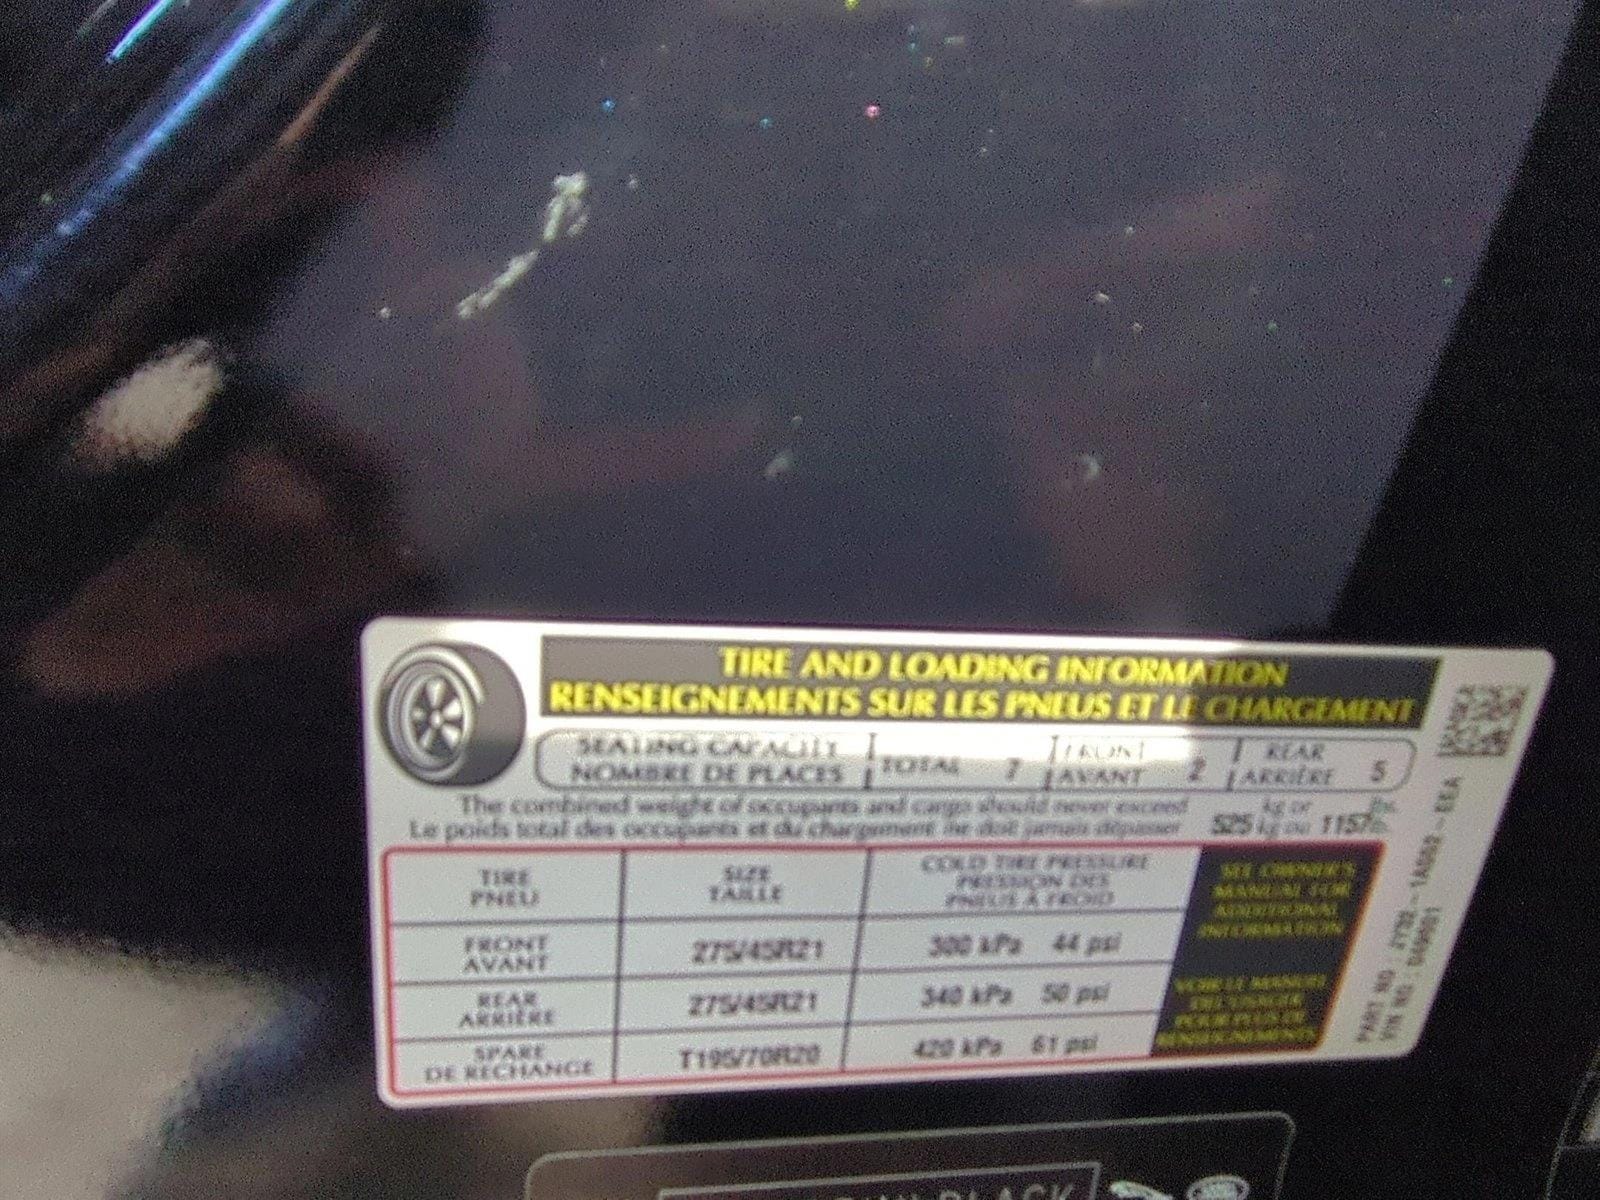 TIRE AND LOADING INFORMATION
RENSEIGNEMENTS SUR LES PNEUS ET LE CHARGEMENT
SEATING CAPACITY
NOMBRE DE PLACES
TOTAL 7
FRONT
AVANT 2
REAR
ARRIÈRE 5
The combined weight of occupants and cargo should never exceed 525 kg or 1157 lbs.
Le poids total des occupants et du chargement ne doit jamais dépasser kg ou
TIRE
PNEU
SIZE
TAILLE
COLD TIRE PRESSURE
PRESSION DES
PNEUS À FROID
FRONT
AVANT
275/45R21
300 kPa 44 psi
REAR
ARRIÈRE
275/45R21
340 kPa 50 psi
SPARE
DE RECHANGE
T195/70R20
420 kPa 61 psi
SEE OWNER'S
MANUAL FOR
ADDITIONAL
INFORMATION
VOIR LE MANUEL
DE L'USAGER
POUR PLUS DE
RENSEIGNEMENTS
PART NO
VIN NO
BLACK